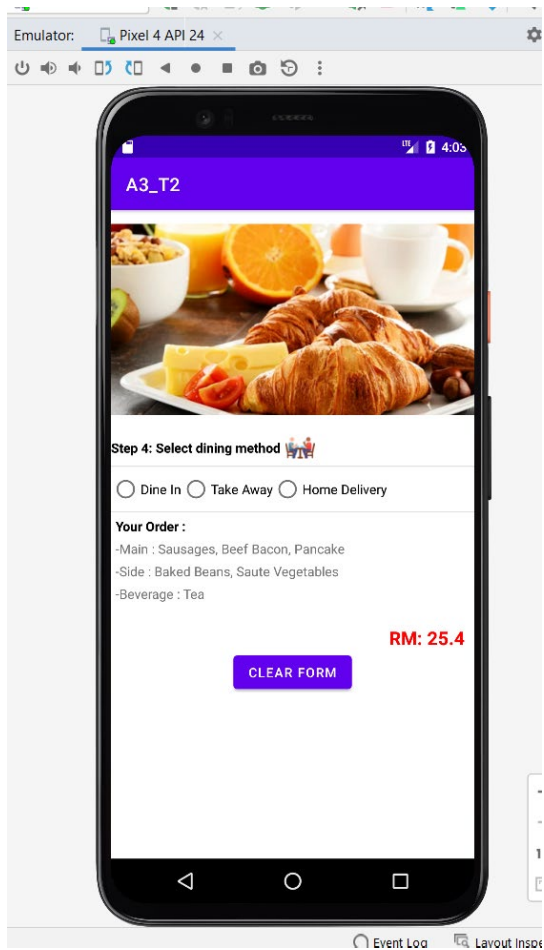 Emulator: Pixel 4 API 24
LTE 4:03
A3_T2
Step 4: Select dining method
Dine In Take Away Home Delivery
Your Order :
-Main : Sausages, Beef Bacon, Pancake
-Side : Baked Beans, Saute Vegetables
-Beverage : Tea
RM: 25.4
CLEAR FORM
Event Log Layout Inspe